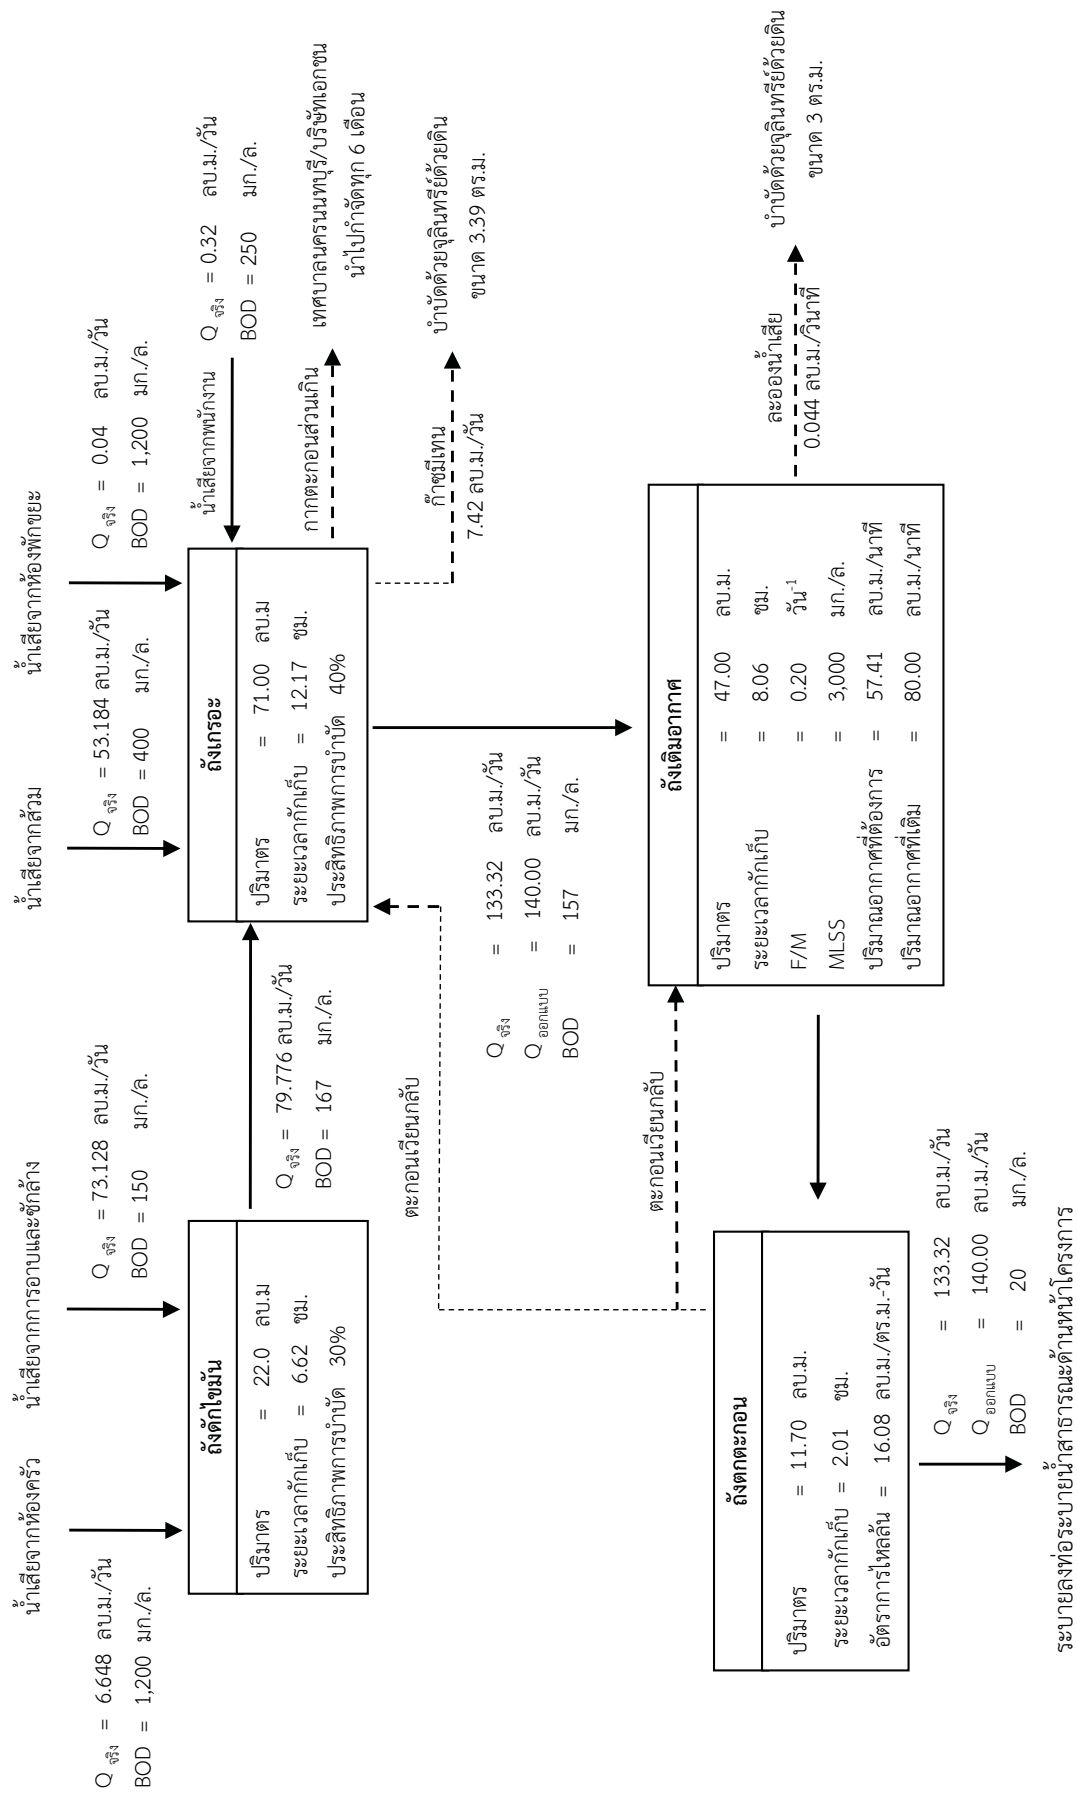 น้ำเสียจากห้องครัว
Q จริง = 6.648 ลบ.ม./วัน
BOD = 1,200 มก./ล.
น้ำเสียจากการอาบและซักล้าง
Q จริง = 73.128 ลบ.ม./วัน
BOD = 150 มก./ล.
น้ำเสียจากส้วม
Q จริง = 53.184 ลบ.ม./วัน
BOD = 400 มก./ล.
น้ำเสียจากห้องพักขยะ
Q จริง = 0.04 ลบ.ม./วัน
BOD = 1,200 มก./ล.
ถังดักไขมัน
ปริมาตร = 22.0 ลบ.ม
ระยะเวลากักเก็บ = 6.62 ชม.
ประสิทธิภาพการบำบัด 30%
Q จริง = 79.776 ลบ.ม./วัน
BOD = 167 มก./ล.
ถังเกรอะ
ปริมาตร = 71.00 ลบ.ม
ระยะเวลากักเก็บ = 12.17 ชม.
ประสิทธิภาพการบำบัด 40%
น้ำเสียจากพนักงาน
Q จริง = 0.32 ลบ.ม./วัน
BOD = 250 มก./ล.
กากตะกอนส่วนเกิน
เทศบาลนครนนทบุรี/บริษัทเอกชน
นำไปกำจัดทุก 6 เดือน
ก๊าซมีเทน
7.42 ลบ.ม./วัน
บำบัดด้วยจุลินทรีย์ด้วยดิน
ขนาด 3.39 ตร.ม.
ตะกอนเวียนกลับ
Q จริง = 133.32 ลบ.ม./วัน
Q ออกแบบ = 140.00 ลบ.ม./วัน
BOD = 157 มก./ล.
ตะกอนเวียนกลับ
ถังเติมอากาศ
ปริมาตร = 47.00 ลบ.ม.
ระยะเวลากักเก็บ = 8.06 ชม.
F/M = 0.20 วัน⁻¹
MLSS = 3,000 มก./ล.
ปริมาณอากาศที่ต้องการ = 57.41 ลบ.ม./นาที
ปริมาณอากาศที่เติม = 80.00 ลบ.ม./นาที
ละอองน้ำเสีย
0.044 ลบ.ม./วินาที
บำบัดด้วยจุลินทรีย์ด้วยดิน
ขนาด 3 ตร.ม.
ถังตกตะกอน
ปริมาตร = 11.70 ลบ.ม.
ระยะเวลากักเก็บ = 2.01 ชม.
อัตราการไหลล้น = 16.08 ลบ.ม./ตร.ม.-วัน
Q จริง = 133.32 ลบ.ม./วัน
Q ออกแบบ = 140.00 ลบ.ม./วัน
BOD = 20 มก./ล.
ระบายลงท่อระบายน้ำสาธารณะด้านหน้าโครงการ